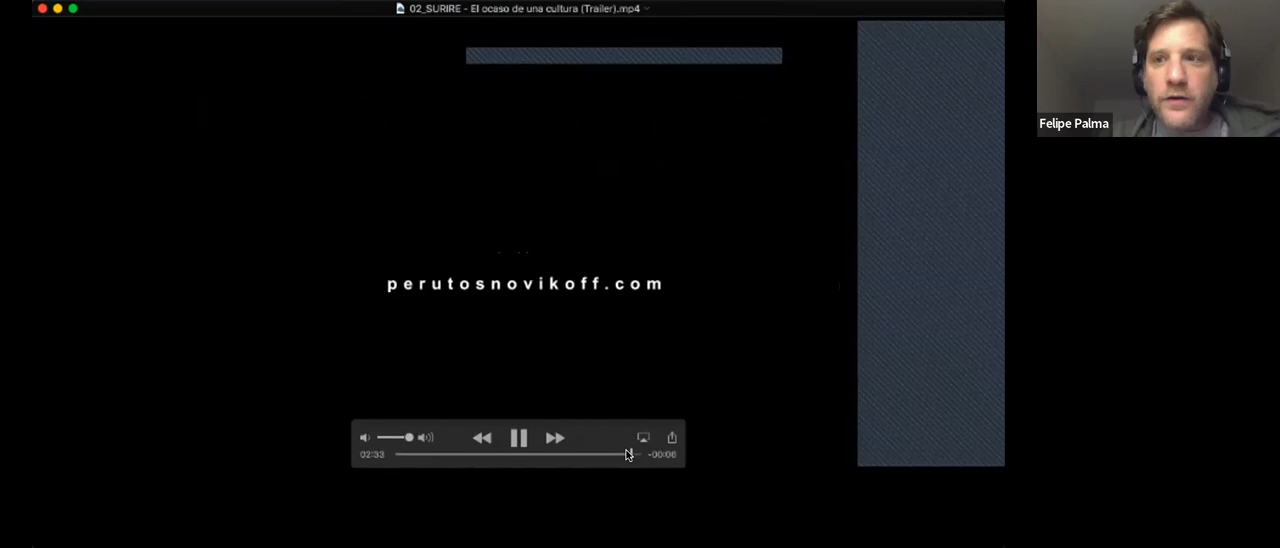 02_SURIRE - El ocaso de una cultura (Trailer).mp4
Felipe Palma
perutosnovikoff.com
02:33
-00:06